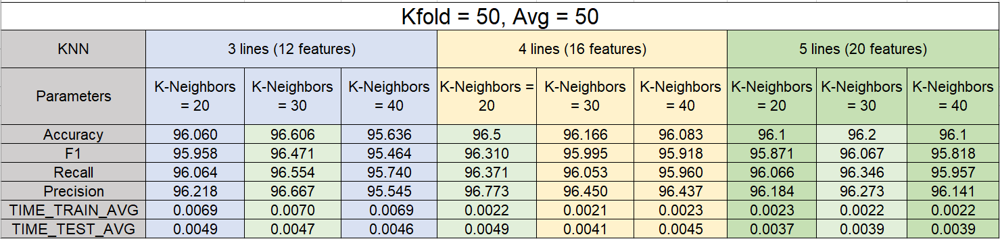 Kfold = 50, Avg = 50
KNN 3 lines (12 features) 4 lines (16 features) 5 lines (20 features)
Parameters K-Neighbors = 20 K-Neighbors = 30 K-Neighbors = 40 K-Neighbors = 20 K-Neighbors = 30 K-Neighbors = 40 K-Neighbors = 20 K-Neighbors = 30 K-Neighbors = 40
Accuracy 96.060 96.606 95.636 96.5 96.166 96.083 96.1 96.2 96.1
F1 95.958 96.471 95.464 96.310 95.995 95.918 95.871 96.067 95.818
Recall 96.064 96.554 95.740 96.371 96.053 95.960 96.066 96.346 95.957
Precision 96.218 96.667 95.545 96.773 96.450 96.437 96.184 96.273 96.141
TIME_TRAIN_AVG 0.0069 0.0070 0.0069 0.0022 0.0021 0.0023 0.0023 0.0022 0.0022
TIME_TEST_AVG 0.0049 0.0047 0.0046 0.0049 0.0041 0.0045 0.0037 0.0039 0.0039